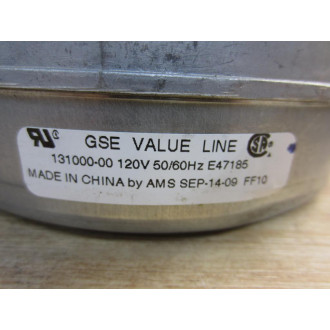 GSE VALUE LINE
131000-00 120V 50/60Hz E47185
MADE IN CHINA by AMS SEP-14-09 FF10